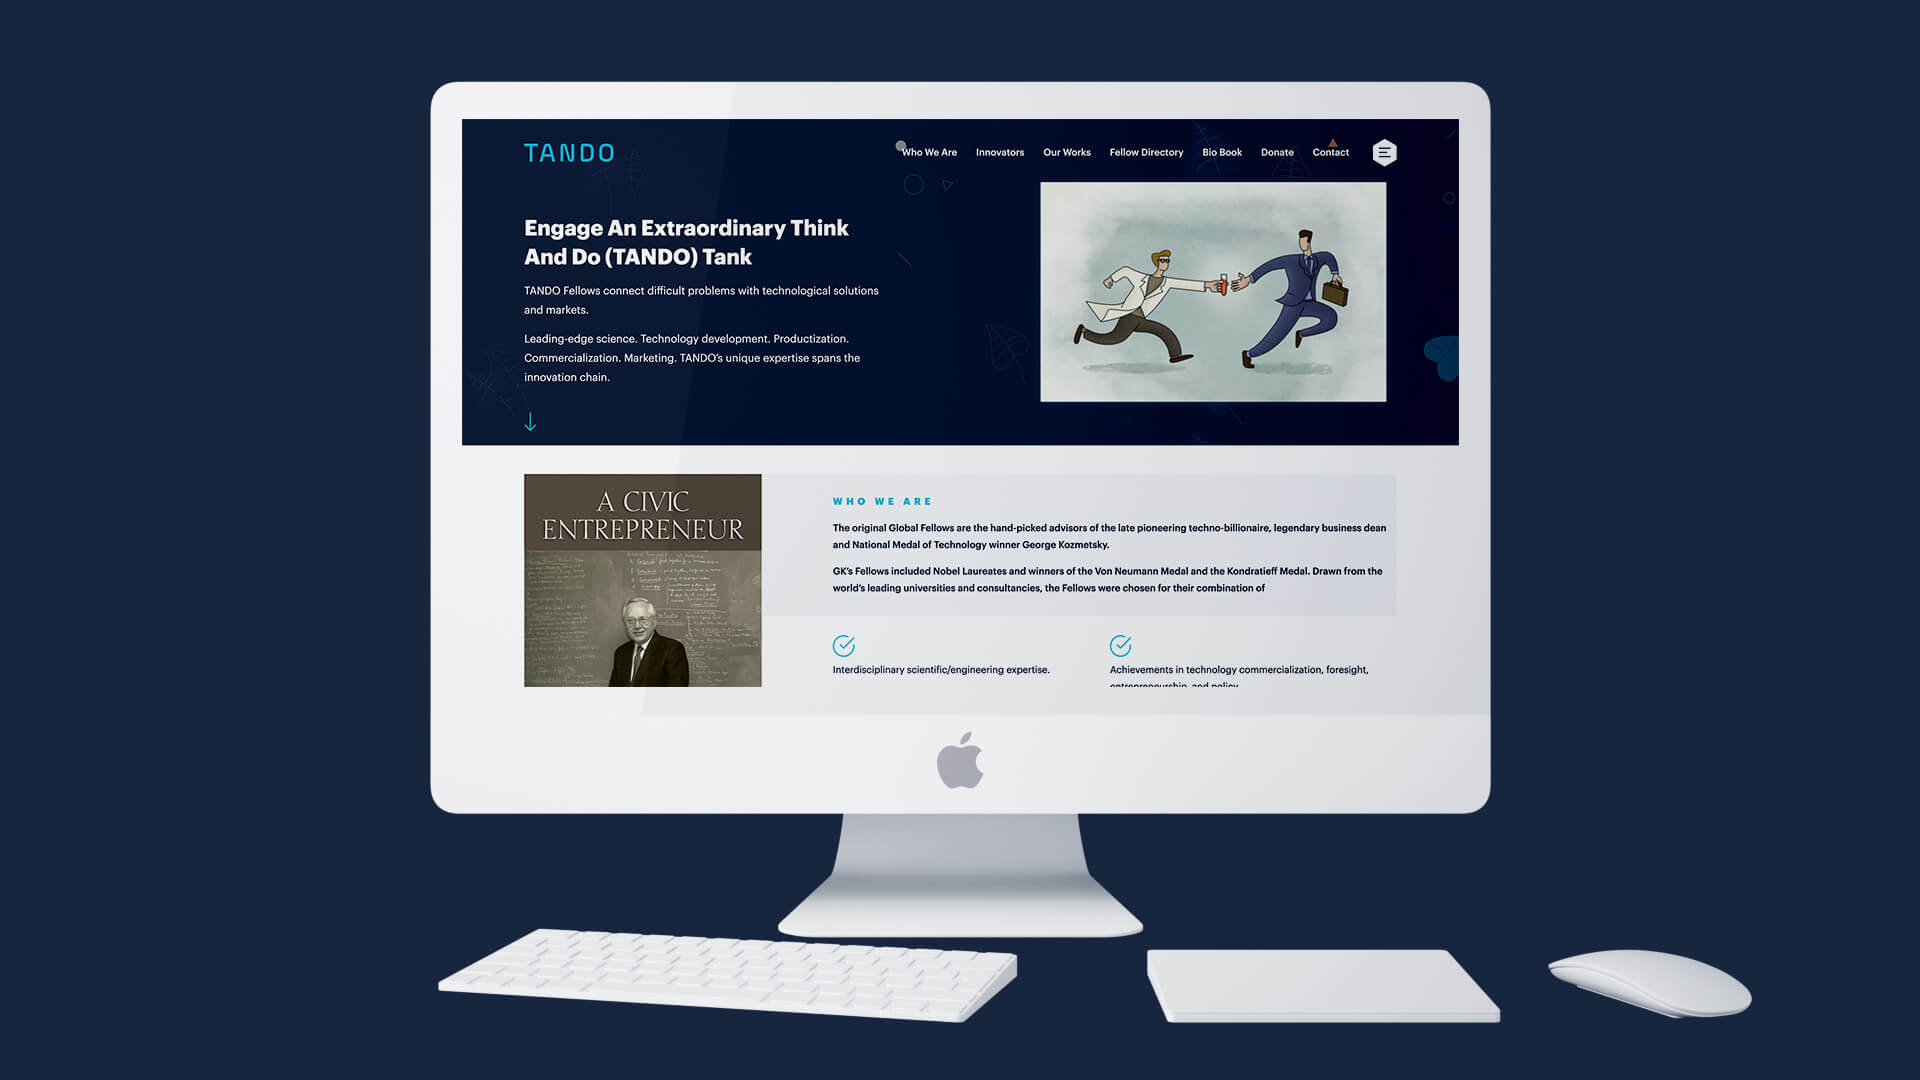 TANDO
Who We Are
Innovators
Our Works
Fellow Directory
Bio Book
Donate
Contact
Engage An Extraordinary Think
And Do (TANDO) Tank
TANDO Fellows connect difficult problems with technological solutions
and markets.
Leading-edge science. Technology development. Productization.
Commercialization. Marketing. TANDO's unique expertise spans the
innovation chain.
A CIVIC
ENTREPRENEUR
WHO WE ARE
The original Global Fellows are the hand-picked advisors of the late pioneering techno-billionaire, legendary business dean
and National Medal of Technology winner George Kozmetsky.
GK's Fellows included Nobel Laureates and winners of the Von Neumann Medal and the Kondratieff Medal. Drawn from the
world's leading universities and consultancies, the Fellows were chosen for their combination of
Interdisciplinary scientific/engineering expertise.
Achievements in technology commercialization, foresight,
entrepreneurship, and policy.